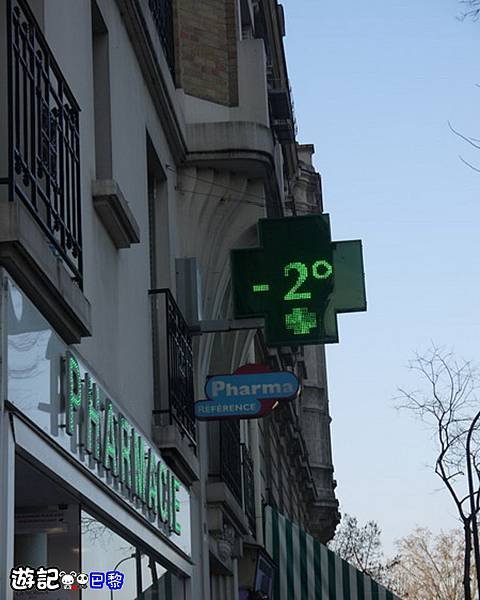 -2°
Pharma
RÉFÉRENCE
PHARMACIE
遊記 巴黎